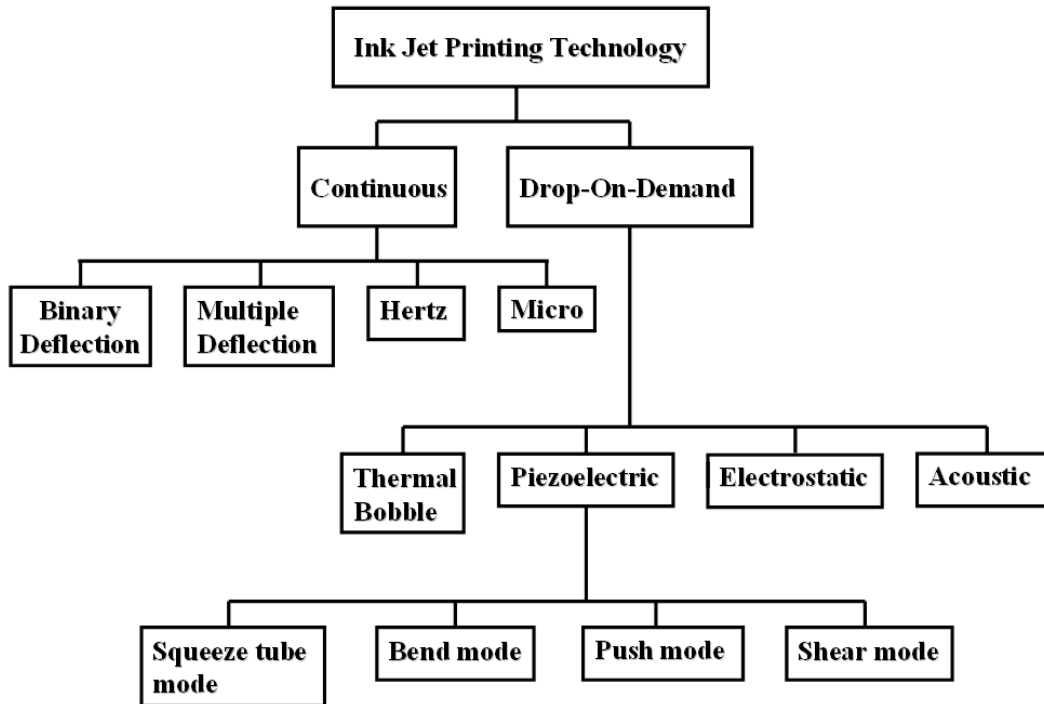 Ink Jet Printing Technology
Continuous
Drop-On-Demand
Binary
Deflection
Multiple
Deflection
Hertz
Micro
Thermal
Bobble
Piezoelectric
Electrostatic
Acoustic
Squeeze tube
mode
Bend mode
Push mode
Shear mode